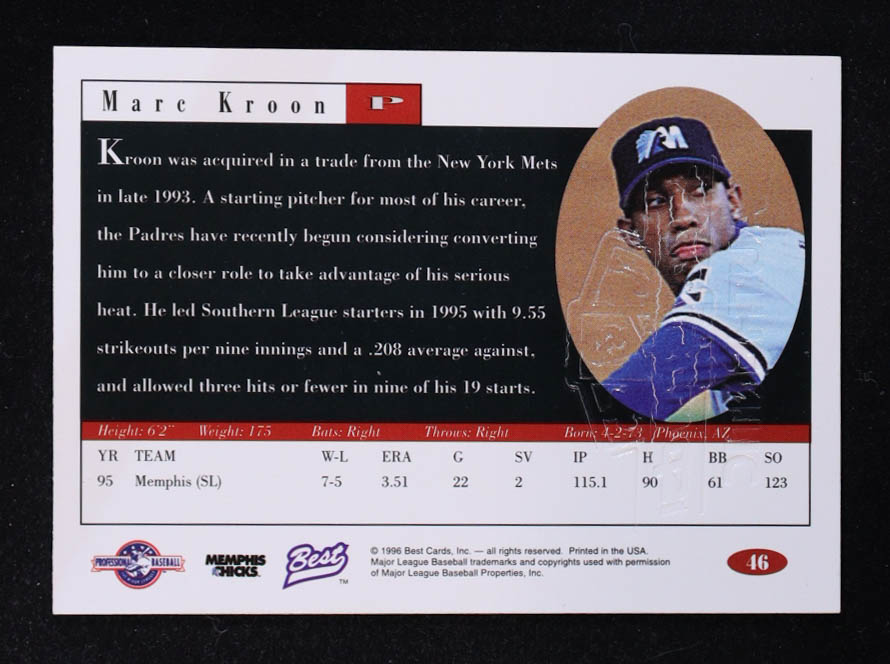 Marc Kroon P
Kroon was acquired in a trade from the New York Mets
in late 1993. A starting pitcher for most of his career,
the Padres have recently begun considering converting
him to a closer role to take advantage of his serious
heat. He led Southern League starters in 1995 with 9.55
strikeouts per nine innings and a .208 average against,
and allowed three hits or fewer in nine of his 19 starts.
Height: 6'2" Weight: 175 Bats: Right Throws: Right Born: 4-2-73, Phoenix, AZ
YR TEAM W-L ERA G SV IP H BB SO
95 Memphis (SL) 7-5 3.51 22 2 115.1 90 61 123
PROFESSIONAL BASEBALL
MEMPHIS
CHICKS
Best TM
© 1996 Best Cards, Inc. — all rights reserved. Printed in the USA.
Major League Baseball trademarks and copyrights used with permission
of Major League Baseball Properties, Inc.
46